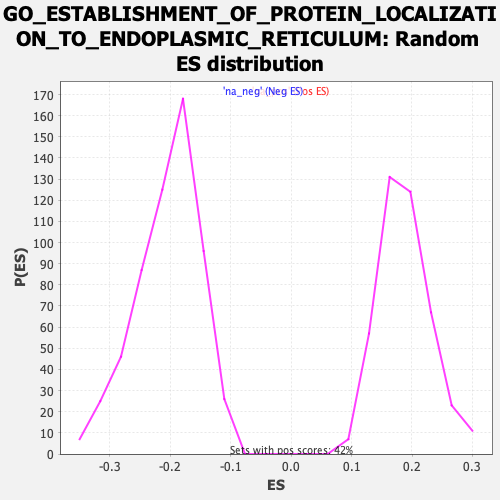 GO_ESTABLISHMENT_OF_PROTEIN_LOCALIZATI
ON_TO_ENDOPLASMIC_RETICULUM: Random
ES distribution
'na_neg' (Neg ES)os ES)
170
160
150
140
130
120
110
100
90
80
70
60
50
40
30
20
10
0
P(ES)
Sets with pos scores: 42%
-0.3 -0.2 -0.1 0.0 0.1 0.2 0.3
ES